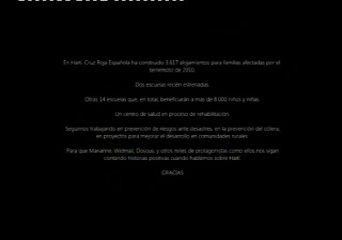 En Haití, Cruz Roja Española ha construido 3.617 alojamientos para familias afectadas por el
terremoto de 2010.
Dos escuelas recién estrenadas.
Otras 14 escuelas que, en total, beneficiarán a más de 8.000 niños y niñas.
Un centro de salud en proceso de rehabilitación.
Seguimos trabajando en prevención de riesgos ante desastres, en la prevención del cólera,
en proyectos para mejorar el desarrollo en comunidades rurales.
Para que Marianne, Widmail, y otros miles de protagonistas como ellos nos sigan
contando historias positivas cuando hablemos sobre Haití.
GRACIAS